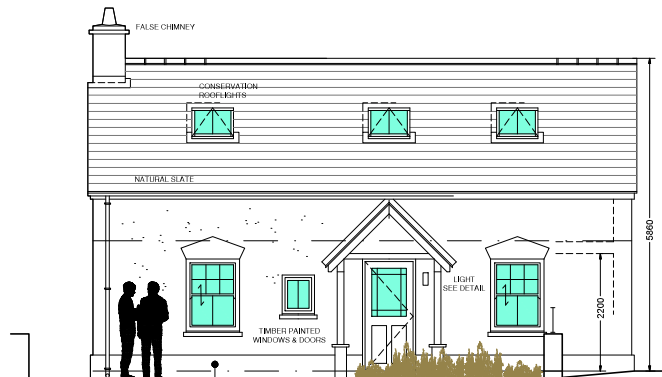 FALSE CHIMNEY
CONSERVATION
ROOFLIGHTS
NATURAL SLATE
5860
LIGHT
SEE DETAIL
2200
TIMBER PAINTED
WINDOWS & DOORS